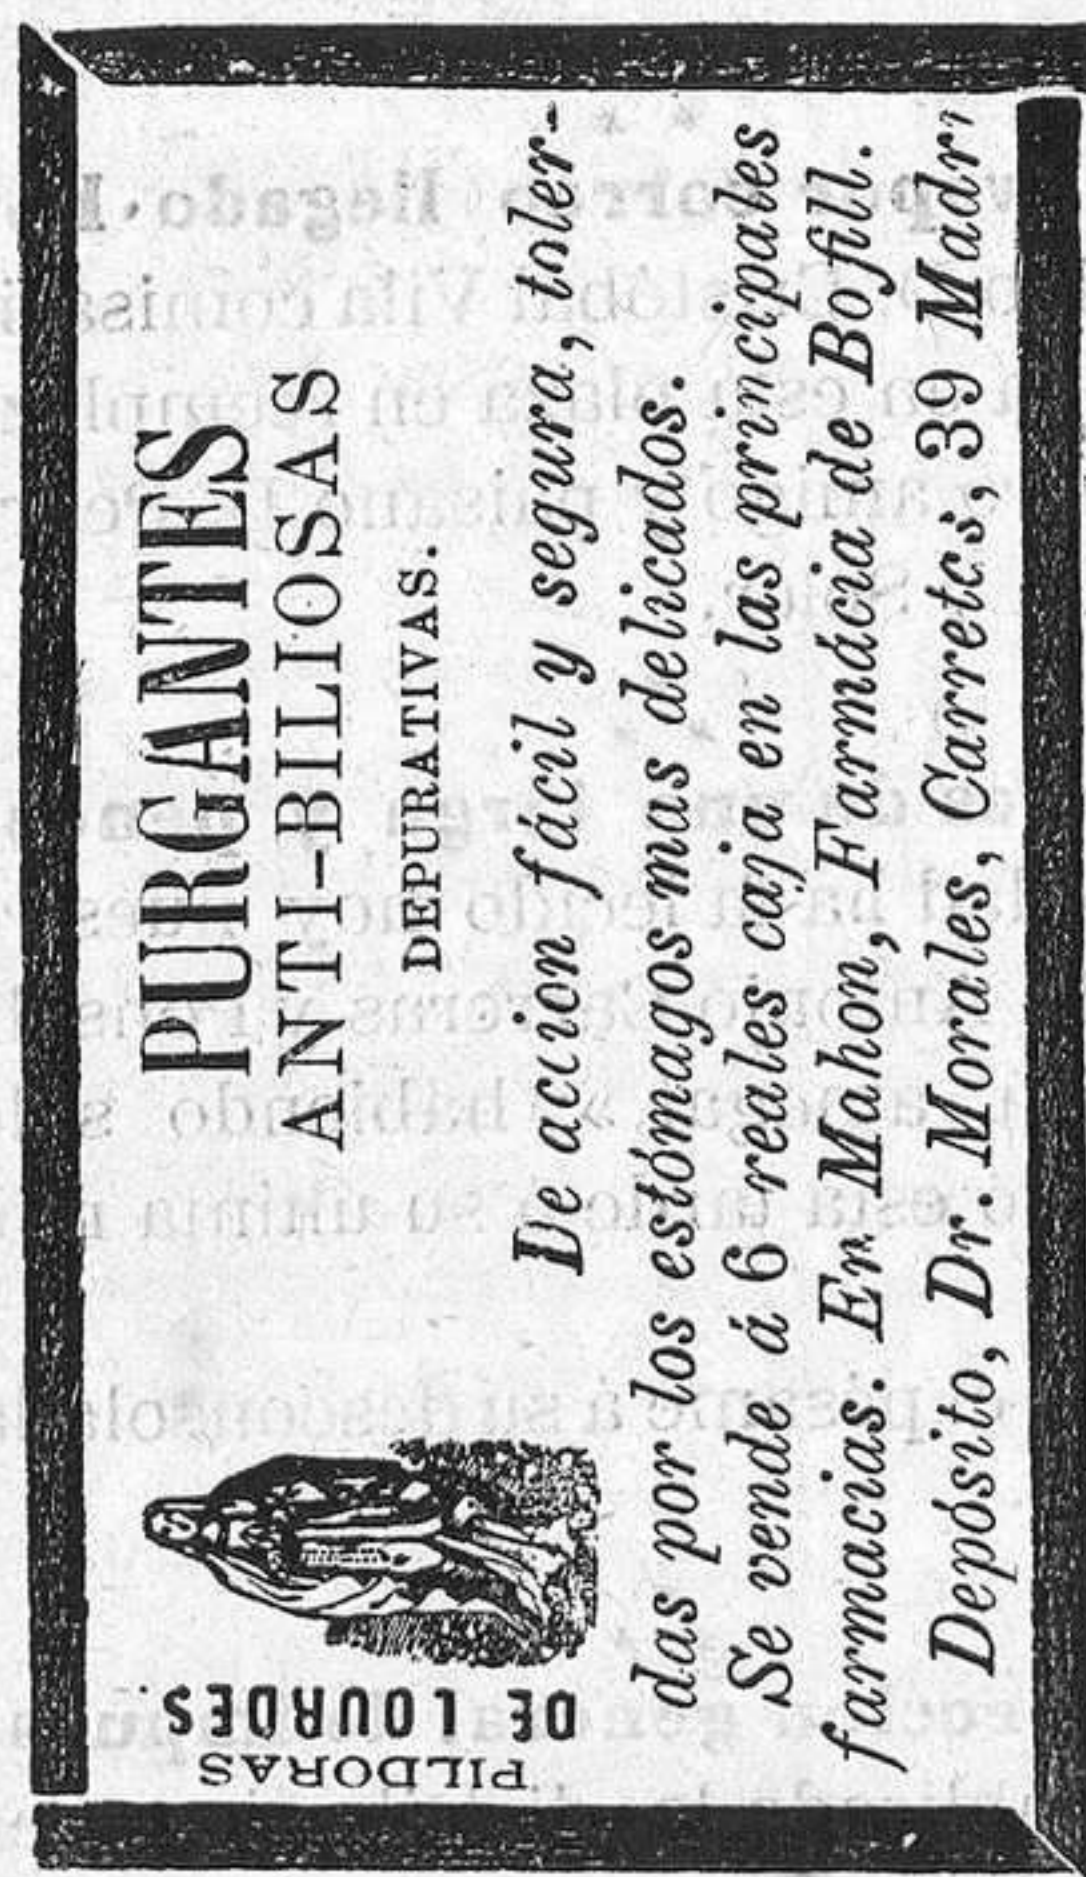 PILDORAS
DE LOURDES.
PURGANTES
ANTI-BILIOSAS
DEPURATIVAS.
De accion fácil y segura, toler-
das por los estómagos mas delicados.
Se vende á 6 reales caja en las principales
farmacias. En Mahon, Farmácia de Bofill.
Depósito, Dr. Morales, Carretas, 39 Madri